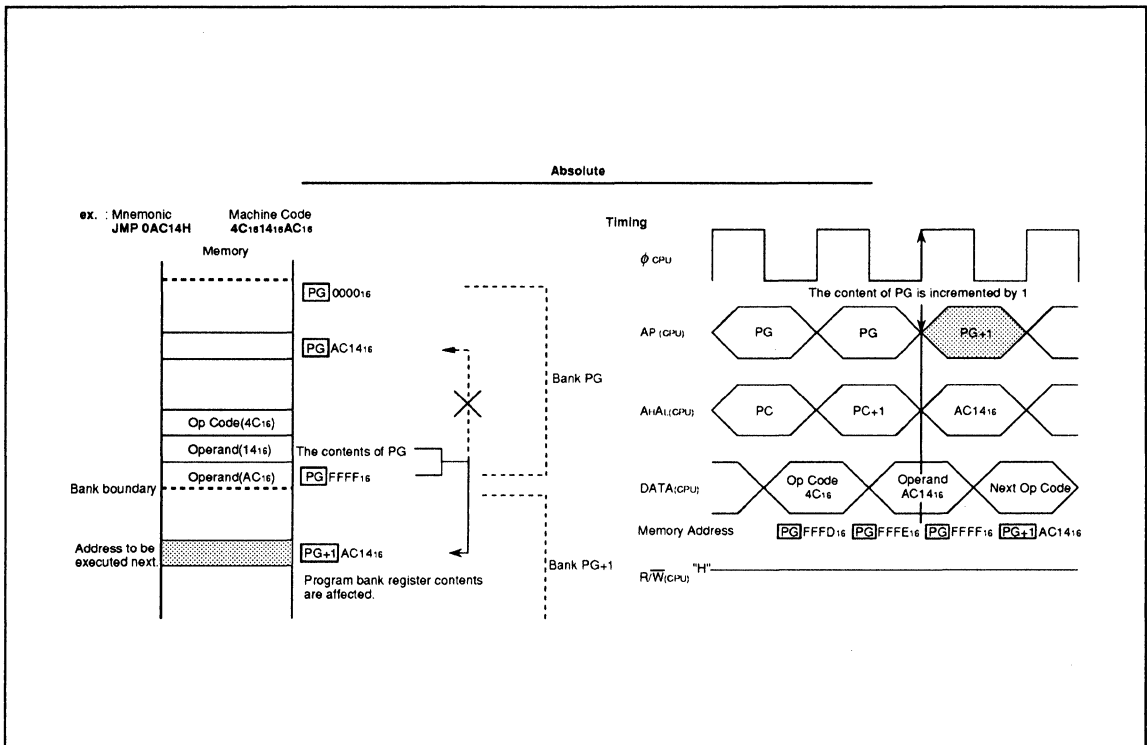 Absolute
ex. : Mnemonic Machine Code
JMP 0AC14H 4C₁₆14₁₆AC₁₆
Memory
PG 0000₁₆
PG AC14₁₆
Bank PG
Op Code(4C₁₆)
Operand(14₁₆) The contents of PG
Operand(AC₁₆) PG FFFF₁₆
Bank boundary
Address to be
executed next.
PG+1 AC14₁₆
Program bank register contents
are affected.
Bank PG+1
Timing
ϕ CPU
The content of PG is incremented by 1
AP (CPU) PG PG PG+1
AHAL(CPU) PC PC+1 AC14₁₆
DATA(CPU) Op Code 4C₁₆ Operand AC14₁₆ Next Op Code
Memory Address PG FFFD₁₆ PG FFFE₁₆ PG FFFF₁₆ PG+1 AC14₁₆
R/W̅(CPU) "H"